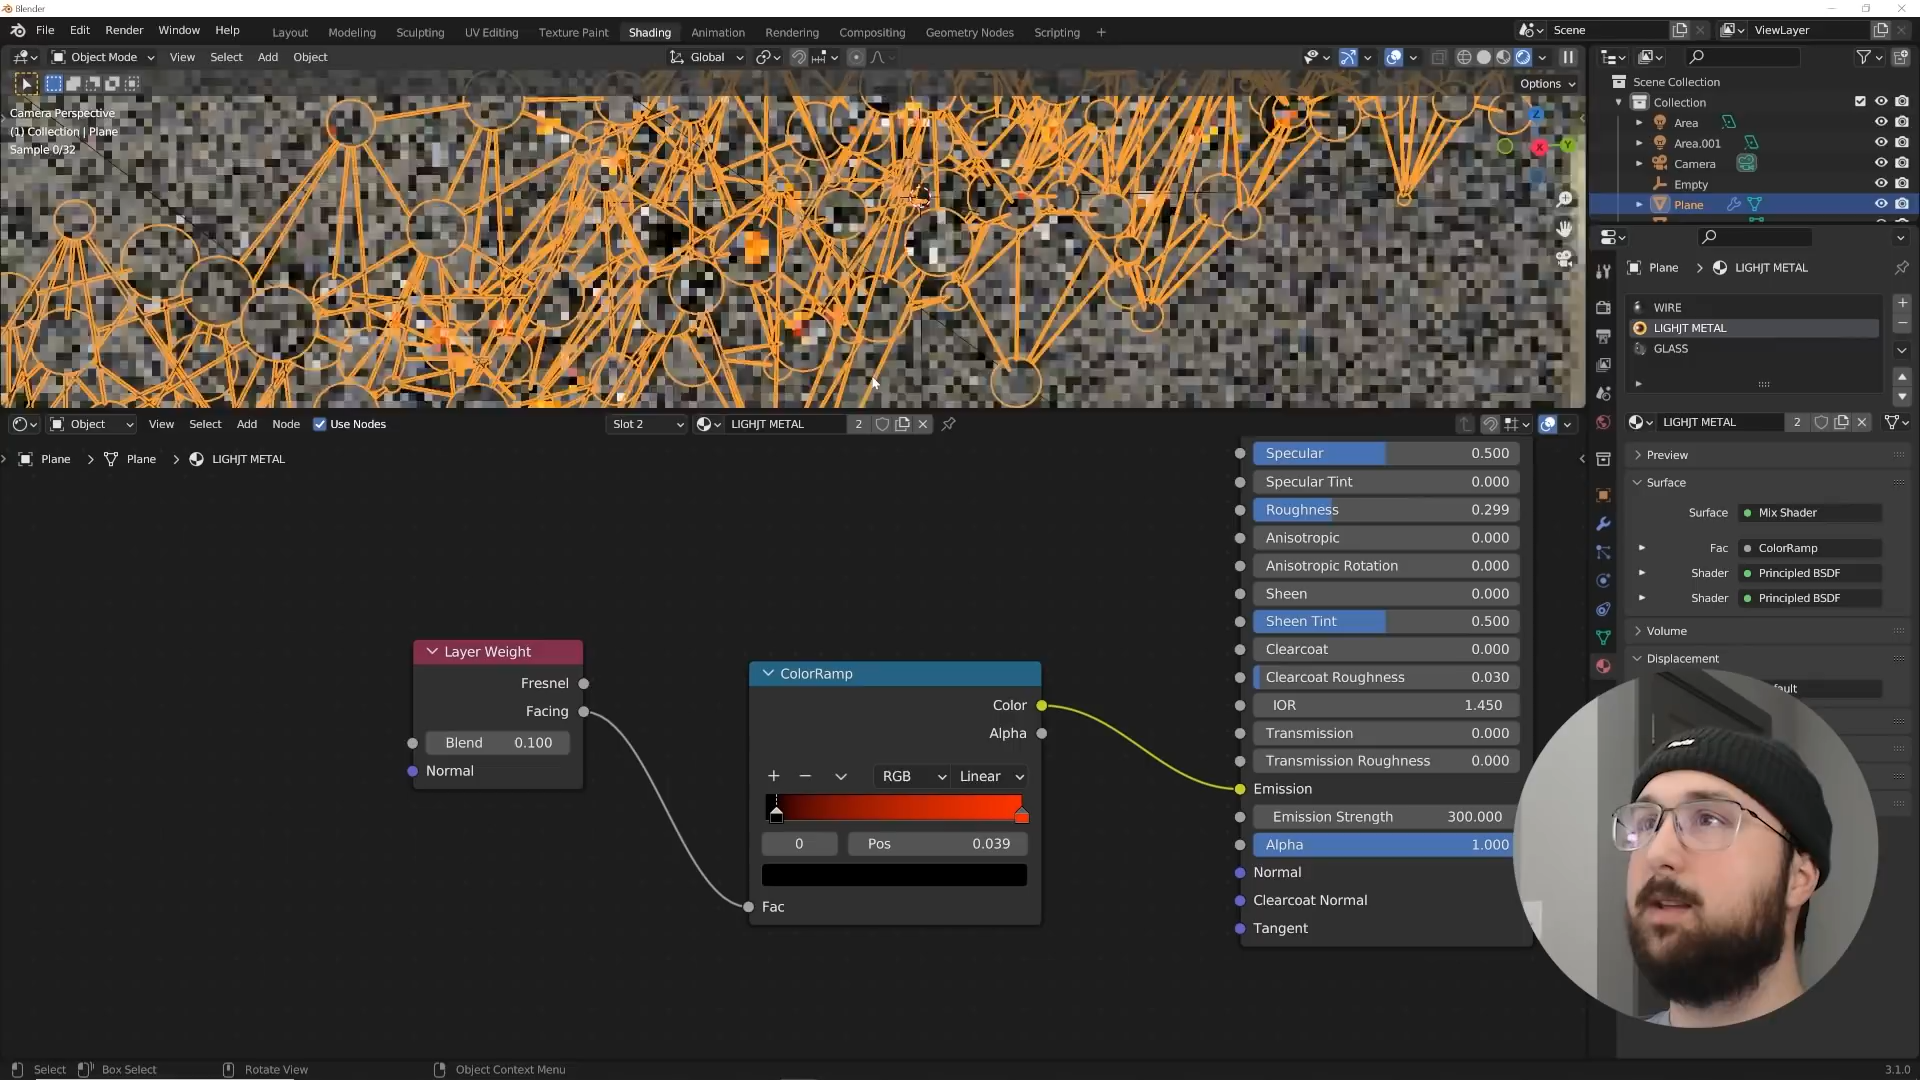 Blender
File Edit Render Window Help
Layout Modeling Sculpting UV Editing Texture Paint Shading Animation Rendering Compositing Geometry Nodes Scripting +
Scene
ViewLayer
Object Mode View Select Add Object
Global
Options
Camera Perspective
(1) Collection | Plane
Sample 0/32
Z
X
Y
Scene Collection
Collection
Area
Area.001
Camera
Empty
Plane
Plane > LIGHJT METAL
WIRE
LIGHJT METAL
GLASS
LIGHJT METAL 2
Preview
Surface
Surface Mix Shader
Fac ColorRamp
Shader Principled BSDF
Shader Principled BSDF
Volume
Displacement
ault
Object View Select Add Node Use Nodes
Slot 2
LIGHJT METAL 2
Plane > Plane > LIGHJT METAL
Layer Weight
Fresnel
Facing
Blend 0.100
Normal
ColorRamp
Color
Alpha
RGB Linear
0 Pos 0.039
Fac
Specular 0.500
Specular Tint 0.000
Roughness 0.299
Anisotropic 0.000
Anisotropic Rotation 0.000
Sheen 0.000
Sheen Tint 0.500
Clearcoat 0.000
Clearcoat Roughness 0.030
IOR 1.450
Transmission 0.000
Transmission Roughness 0.000
Emission
Emission Strength 300.000
Alpha 1.000
Normal
Clearcoat Normal
Tangent
Select Box Select Rotate View Object Context Menu
3.1.0